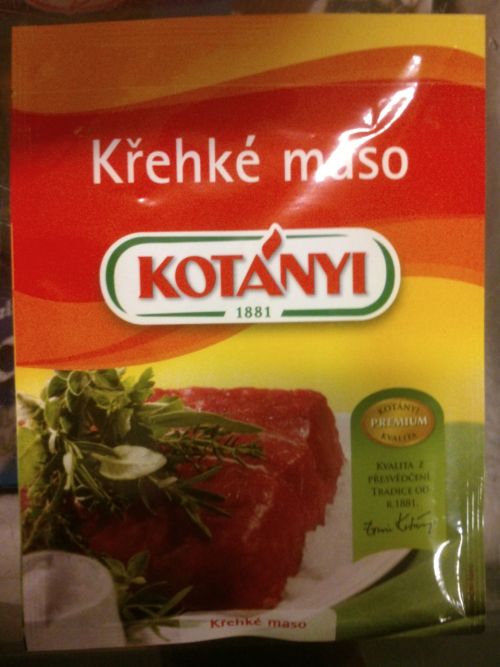 Křehké maso
KOTÁNYI
1881
KOTÁNYI
PREMIUM
KVALITA
KVALITA Z
PŘESVĚDČENÍ.
TRADICE OD
R.1881.
Křehké maso